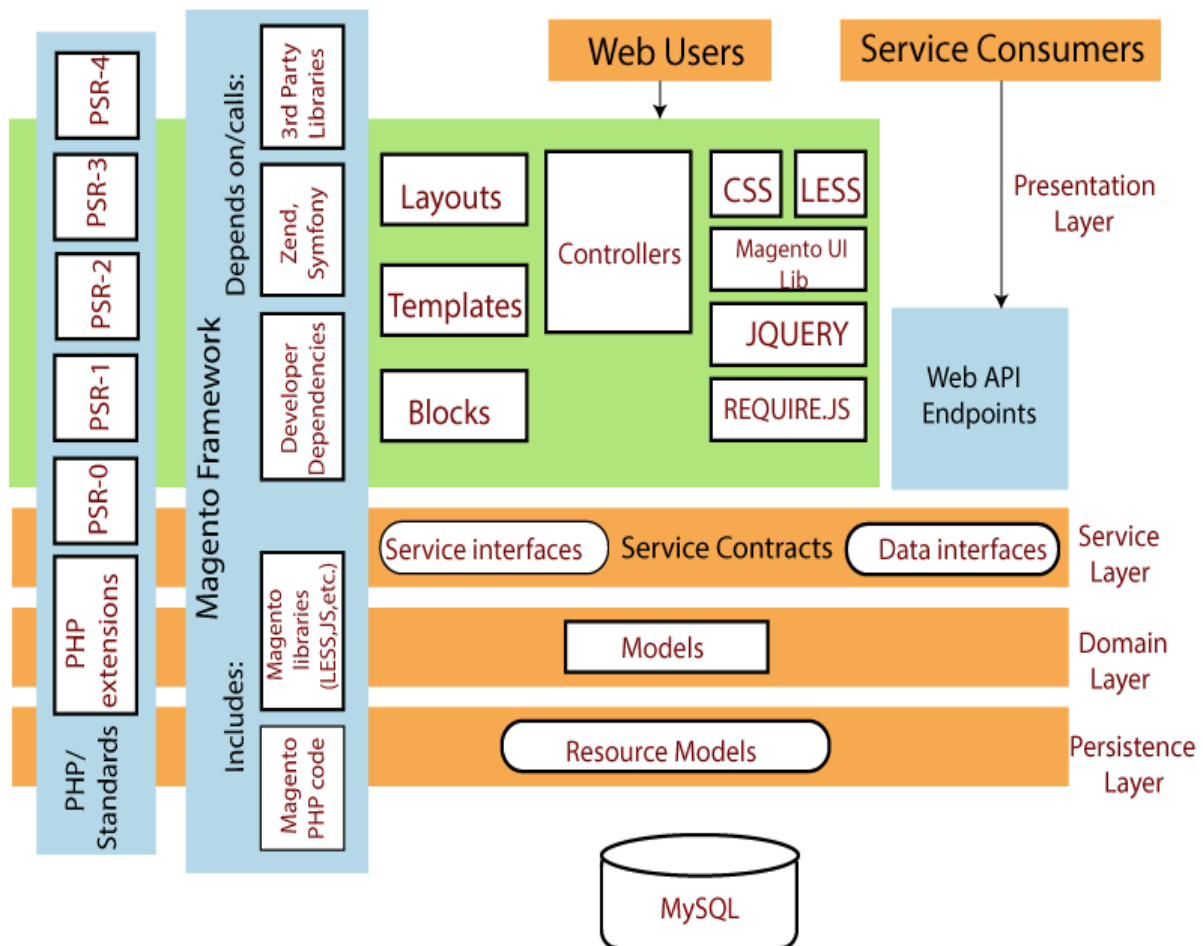 Web Users
Service Consumers
PSR-4
PSR-3
PSR-2
PSR-1
PSR-0
PHP
extensions
PHP/
Standards
Magento Framework
Depends on/calls:
3rd Party
Libraries
Zend,
Symfony
Developer
Dependencies
Includes:
Magento
libraries
(LESS,JS,etc.)
Magento
PHP code
Layouts
Templates
Blocks
Controllers
CSS
LESS
Magento UI
Lib
JQUERY
REQUIRE.JS
Presentation
Layer
Web API
Endpoints
Service interfaces
Service Contracts
Data interfaces
Service
Layer
Models
Domain
Layer
Resource Models
Persistence
Layer
MySQL